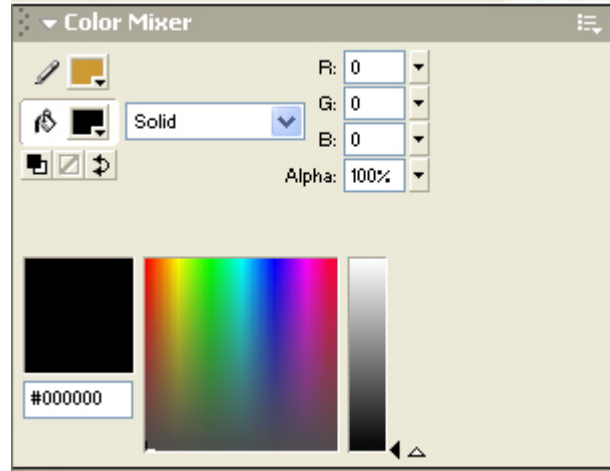 Color Mixer
R: 0
G: 0
Solid
B: 0
Alpha: 100%
#000000